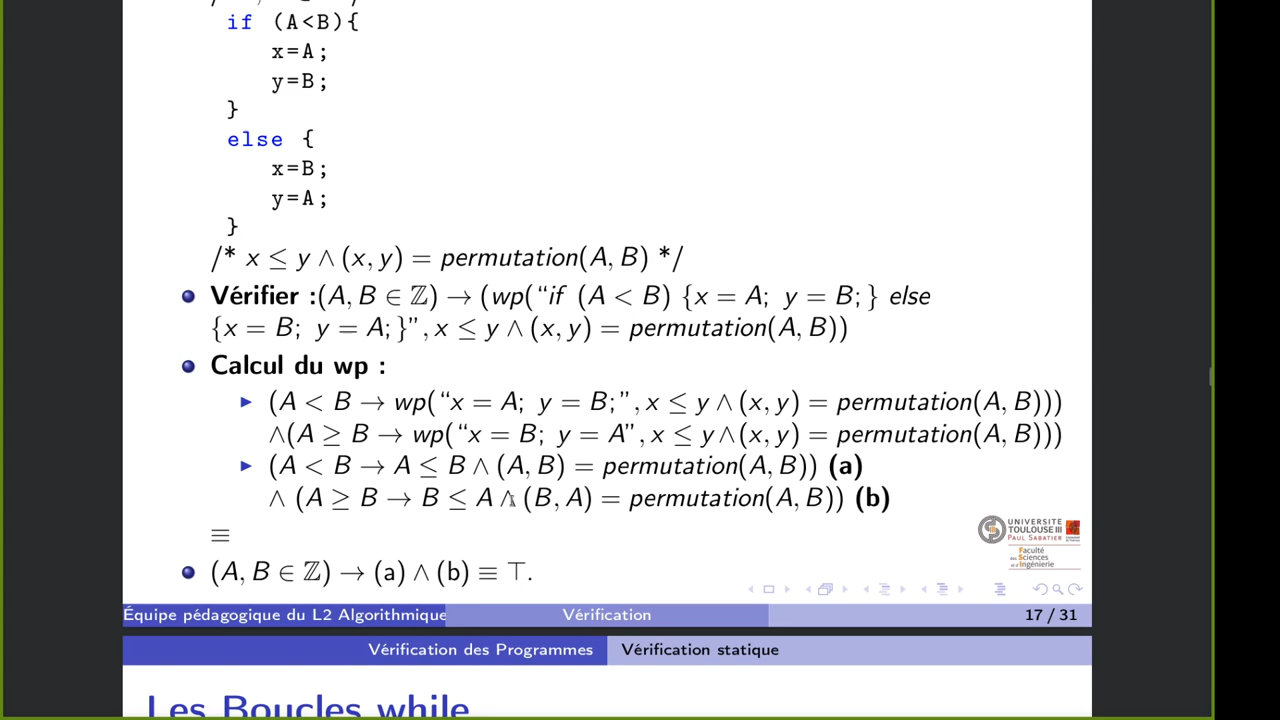 if (A<B){
x=A;
y=B;
}
else {
x=B;
y=A;
}
/* x ≤ y ∧ (x, y) = permutation(A, B) */
Vérifier :(A, B ∈ ℤ) → (wp(“if (A < B) {x = A; y = B; } else
{x = B; y = A; }”, x ≤ y ∧ (x, y) = permutation(A, B))
Calcul du wp :
(A < B → wp(“x = A; y = B;”, x ≤ y ∧ (x, y) = permutation(A, B)))
∧(A ≥ B → wp(“x = B; y = A”, x ≤ y∧(x, y) = permutation(A, B)))
(A < B → A ≤ B ∧ (A, B) = permutation(A, B)) (a)
∧ (A ≥ B → B ≤ A ∧ (B, A) = permutation(A, B)) (b)
≡
(A, B ∈ ℤ) → (a) ∧ (b) ≡ ⊤.
UNIVERSITE
TOULOUSE III
PAUL SABATIER
Faculté
des Sciences
et d'Ingénierie
Équipe pédagogique du L2 Algorithmique
Vérification
17 / 31
Vérification des Programmes
Vérification statique
Les Boucles while